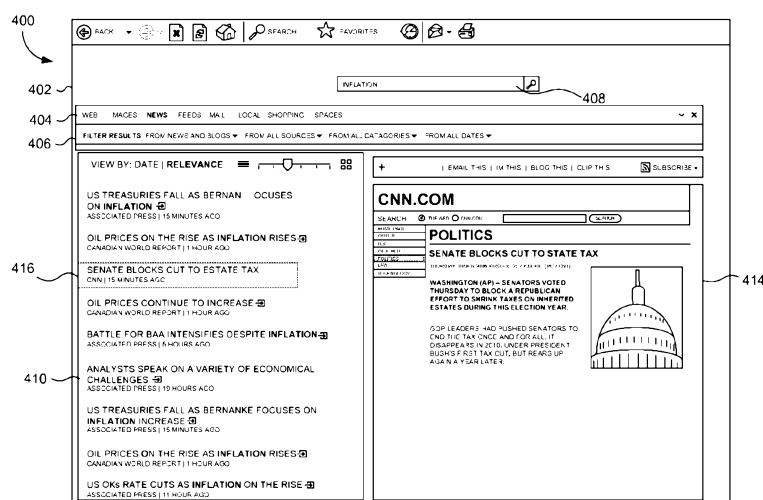 400
BACK SEARCH FAVORITES
402
INFLATION
408
404
WEB MAGES NEWS FEEDS MAIL LOCAL SHOPPING SPACES
406
FILTER RESULTS FROM NEWS AND BLOGS FROM ALL SOURCES FROM ALL CATAGORIES FROM ALL DATES
VIEW BY: DATE | RELEVANCE
+ | EMAIL THIS | IM THIS | BLOG THIS | CLIP THIS SUBSCRIBE
US TREASURIES FALL AS BERNAN OCUSES
ON INFLATION
ASSOCIATED PRESS | 15 MINUTES AGO
OIL PRICES ON THE RISE AS INFLATION RISES
CANADIAN WORLD REPORT | 1 HOUR AGO
416
SENATE BLOCKS CUT TO ESTATE TAX
CNN | 15 MINUTES AGO
OIL PRICES CONTINUE TO INCREASE
CANADIAN WORLD REPORT | 1 HOUR AGO
BATTLE FOR BAA INTENSIFIES DESPITE INFLATION
ASSOCIATED PRESS | 5 HOURS AGO
410
ANALYSTS SPEAK ON A VARIETY OF ECONOMICAL
CHALLENGES
ASSOCIATED PRESS | 19 HOURS AGO
US TREASURIES FALL AS BERNANKE FOCUSES ON
INFLATION INCREASE
ASSOCIATED PRESS | 15 MINUTES AGO
OIL PRICES ON THE RISE AS INFLATION RISES
CANADIAN WORLD REPORT | 1 HOUR AGO
US OKs RATE CUTS AS INFLATION ON THE RISE
ASSOCIATED PRESS | 11 HOUR AGO
CNN.COM
SEARCH THE WEB CNN.COM SEARCH
POLITICS
SENATE BLOCKS CUT TO STATE TAX
WASHINGTON (AP) – SENATORS VOTED
THURSDAY TO BLOCK A REPUBLICAN
EFFORT TO SHRINK TAXES ON INHERITED
ESTATES DURING THIS ELECTION YEAR.
GOP LEADERS HAD PUSHED SENATORS TO
END THE TAX ONCE AND FOR ALL. IT
DISAPPEARS IN 2010, UNDER PRESIDENT
BUSH'S FIRST TAX CUT, BUT REARS UP
AGAIN A YEAR LATER.
414